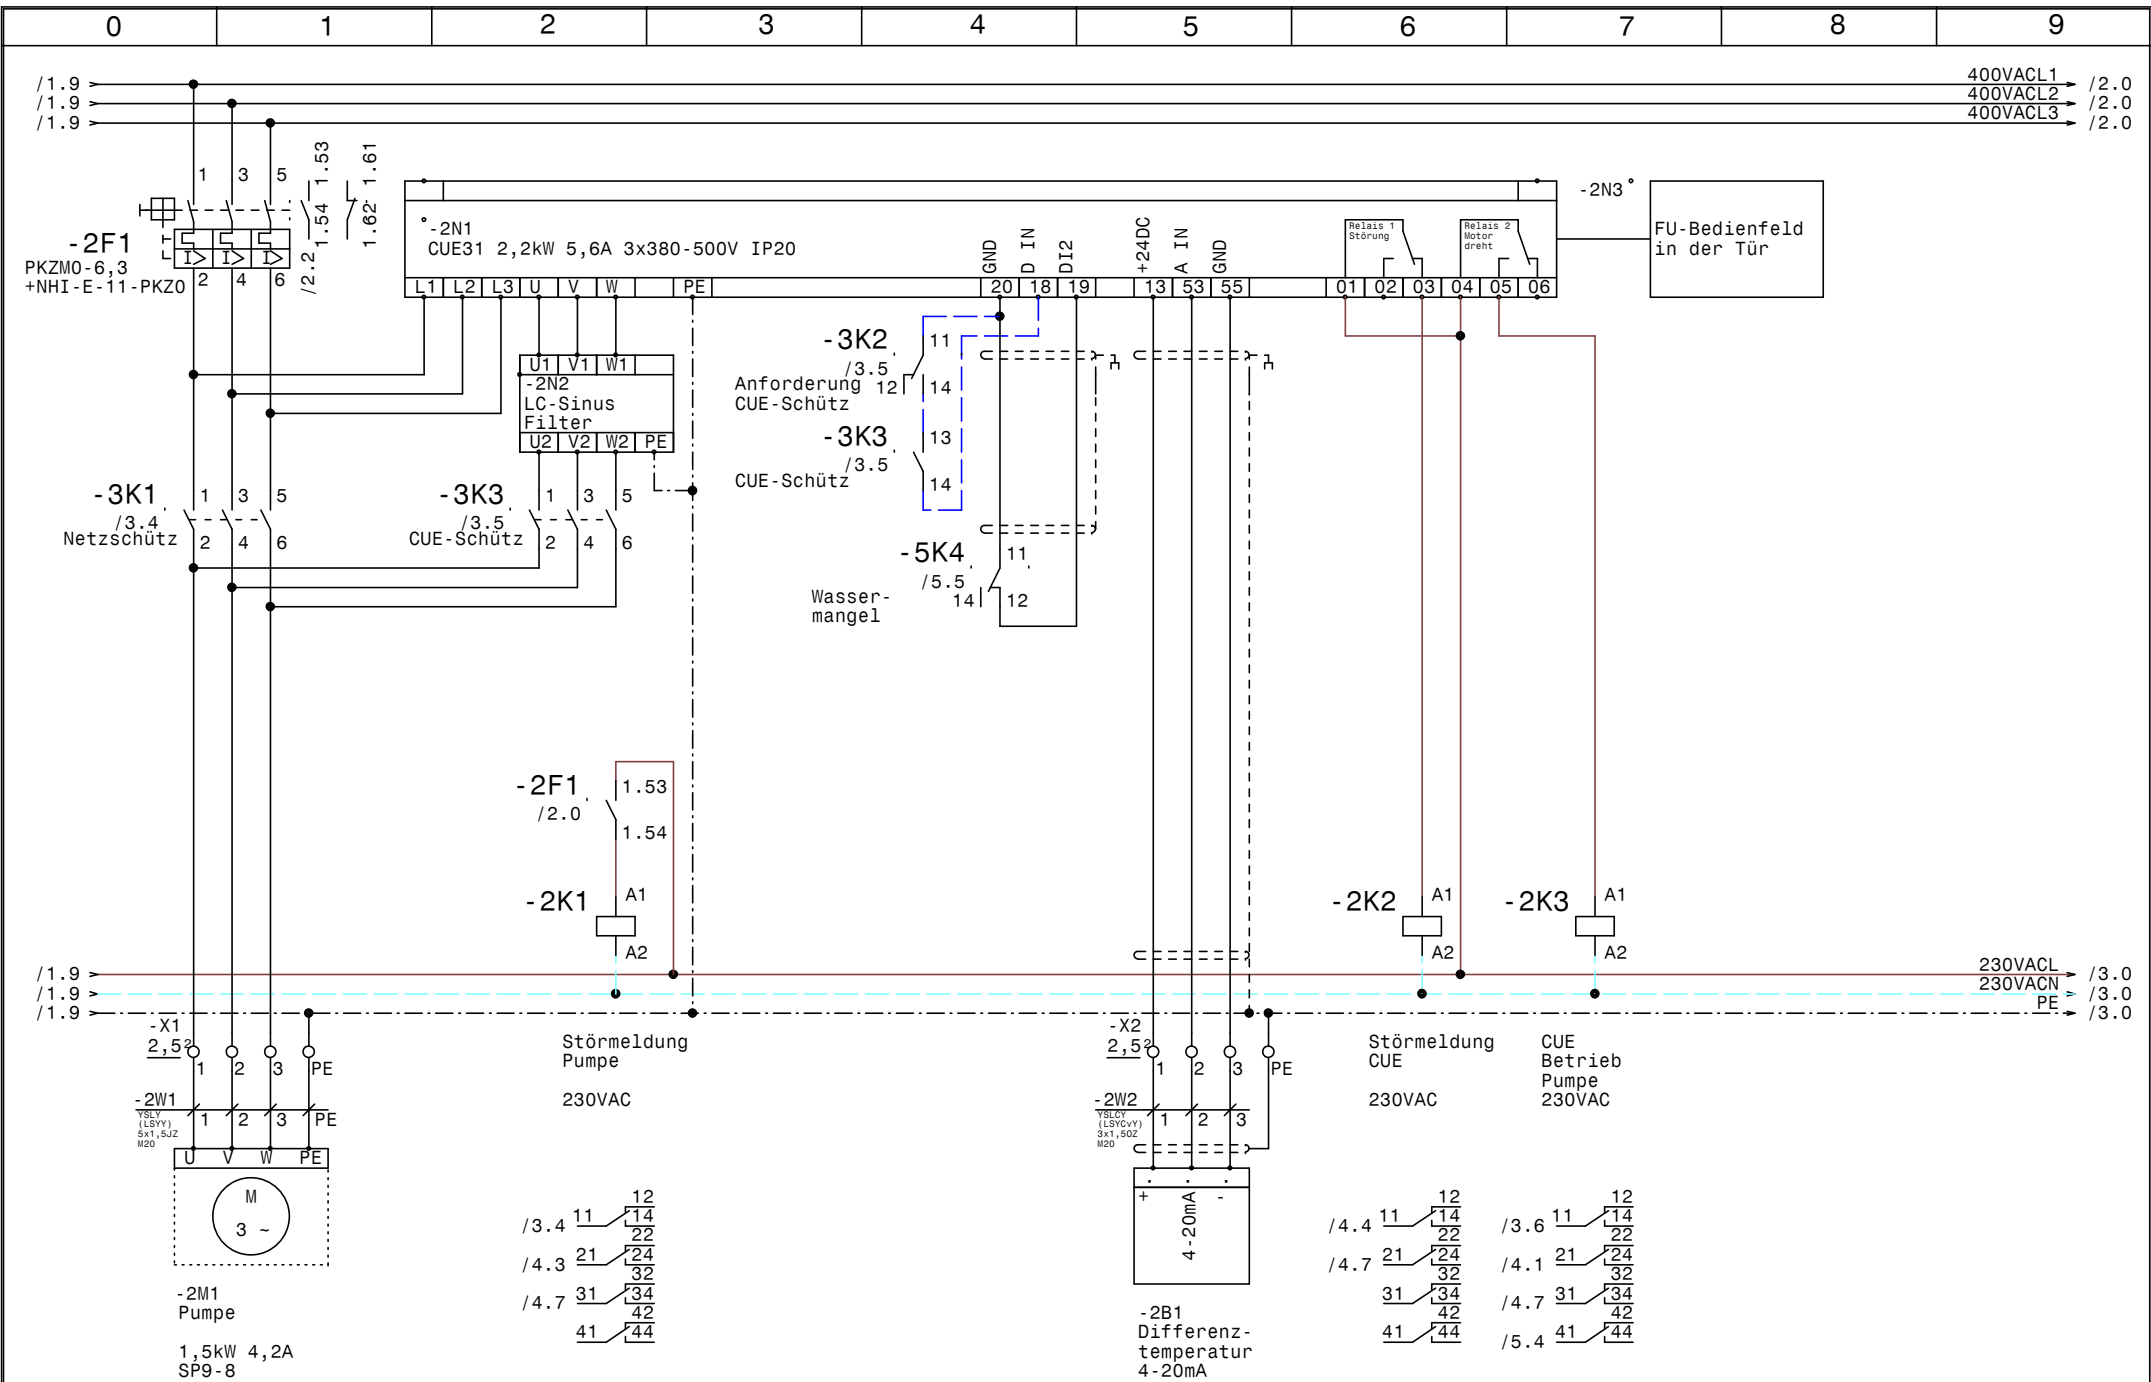 0 1 2 3 4 5 6 7 8 9
/1.9 400VACL1 /2.0
/1.9 400VACL2 /2.0
/1.9 400VACL3 /2.0
1 3 5
1.53
1.54
1.61
1.62
/2.2
-2F1
PKZM0-6,3
+NHI-E-11-PKZ0
I> I> I>
2 4 6
-2N1
CUE31 2,2kW 5,6A 3x380-500V IP20
GND
D IN
DI2
+24DC
A IN
GND
Relais 1
Störung
Relais 2
Motor
dreht
-2N3
FU-Bedienfeld
in der Tür
L1 L2 L3 U V W PE 20 18 19 13 53 55 01 02 03 04 05 06
U1 V1 W1
-2N2
LC-Sinus
Filter
U2 V2 W2 PE
-3K2
/3.5
Anforderung
CUE-Schütz
11
12 14
-3K3
/3.5
CUE-Schütz
13
14
-3K1
/3.4
Netzschütz
1 3 5
2 4 6
-3K3
/3.5
CUE-Schütz
1 3 5
2 4 6
-5K4
/5.5
Wasser-
mangel
11
14 12
-2F1
/2.0
1.53
1.54
-2K1
A1
A2
-2K2
A1
A2
-2K3
A1
A2
/1.9 230VACL /3.0
/1.9 230VACN /3.0
/1.9 PE /3.0
-X1
2,5²
1 2 3 PE
Störmeldung
Pumpe
230VAC
-X2
2,5²
1 2 3 PE
Störmeldung
CUE
230VAC
CUE
Betrieb
Pumpe
230VAC
-2W1
YSLY
(LSYY)
5x1,5JZ
M20
1 2 3 PE
-2W2
YSLCY
(LSYCvY)
3x1,5OZ
M20
1 2 3
U V W PE
M
3 ~
-2M1
Pumpe
1,5kW 4,2A
SP9-8
12
/3.4 11 14
22
/4.3 21 24
32
/4.7 31 34
42
41 44
+ -
4-20mA
-2B1
Differenz-
temperatur
4-20mA
12
/4.4 11 14
22
/4.7 21 24
32
31 34
42
41 44
12
/3.6 11 14
22
/4.1 21 24
32
/4.7 31 34
42
/5.4 41 44